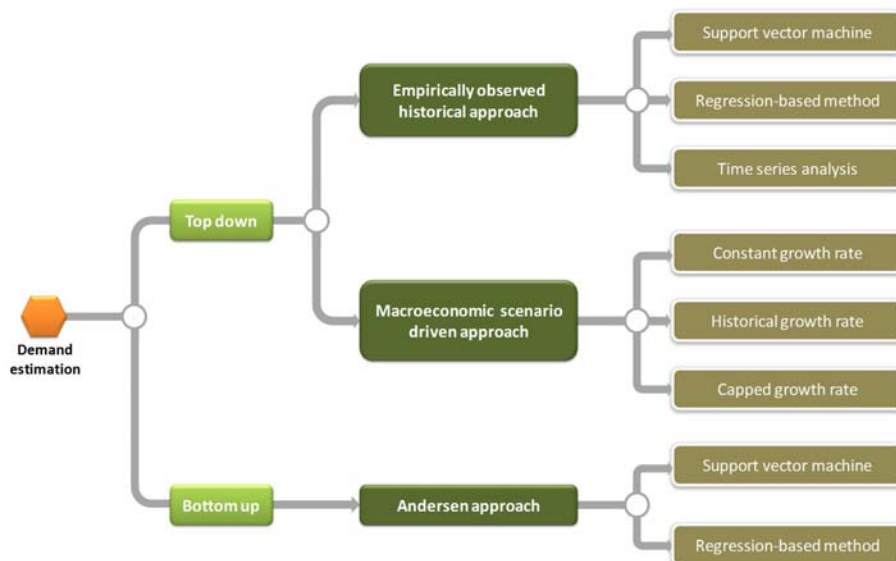 Demand
estimation
Top down
Bottom up
Empirically observed
historical approach
Macroeconomic scenario
driven approach
Andersen approach
Support vector machine
Regression-based method
Time series analysis
Constant growth rate
Historical growth rate
Capped growth rate
Support vector machine
Regression-based method